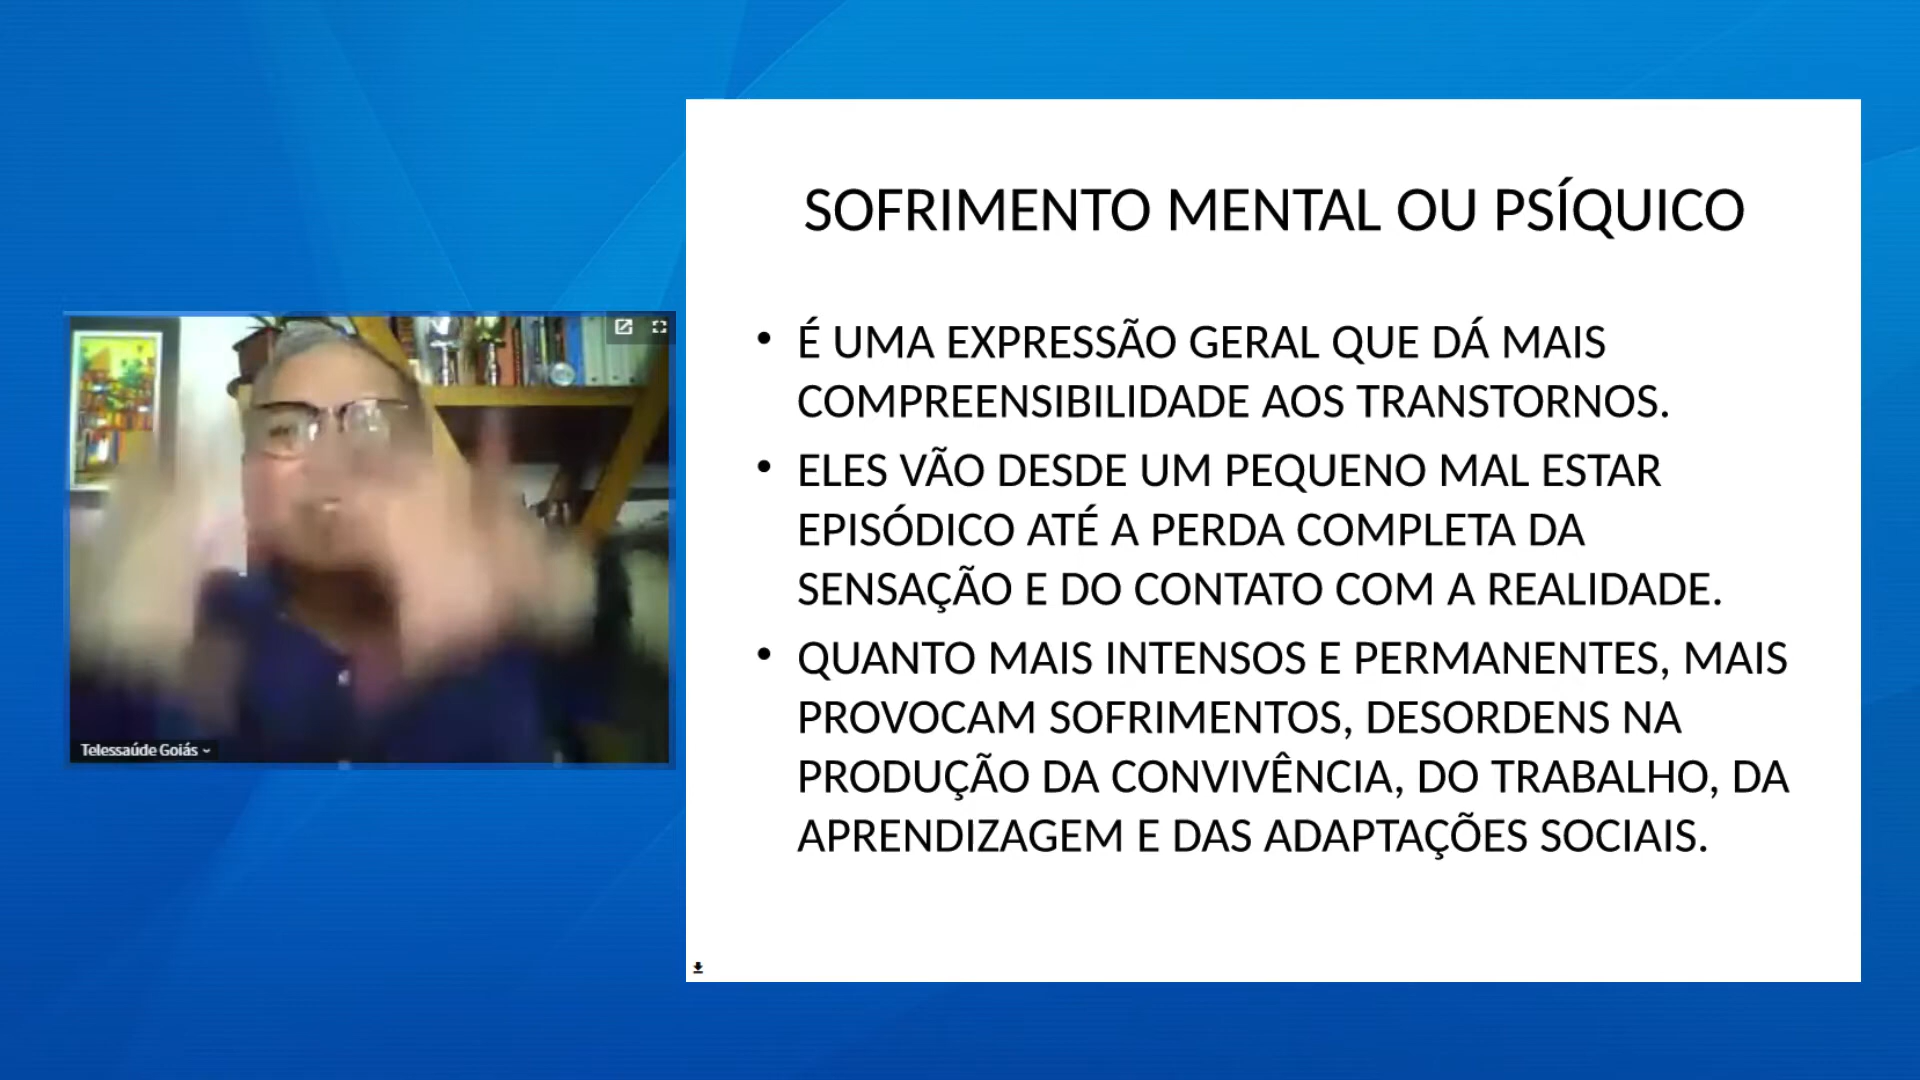 SOFRIMENTO MENTAL OU PSÍQUICO
• É UMA EXPRESSÃO GERAL QUE DÁ MAIS
COMPREENSIBILIDADE AOS TRANSTORNOS.
• ELES VÃO DESDE UM PEQUENO MAL ESTAR
EPISÓDICO ATÉ A PERDA COMPLETA DA
SENSAÇÃO E DO CONTATO COM A REALIDADE.
• QUANTO MAIS INTENSOS E PERMANENTES, MAIS
PROVOCAM SOFRIMENTOS, DESORDENS NA
PRODUÇÃO DA CONVIVÊNCIA, DO TRABALHO, DA
APRENDIZAGEM E DAS ADAPTAÇÕES SOCIAIS.
Telessaúde Goiás